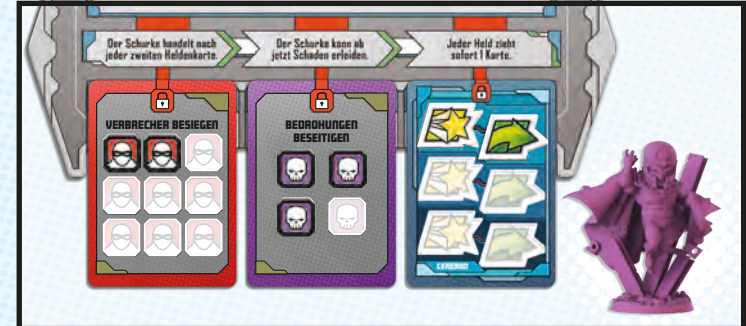 Der Schurke handelt nach
jeder zweiten Heldenkarte.
Der Schurke kann ab
jetzt Schaden erleiden.
Jeder Held zieht
sofort 1 Karte.
VERBRECHER BESIEGEN
BEDROHUNGEN
BESEITIGEN
CEREBRO